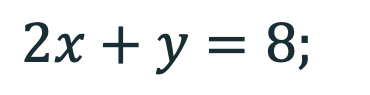 2x + y = 8;